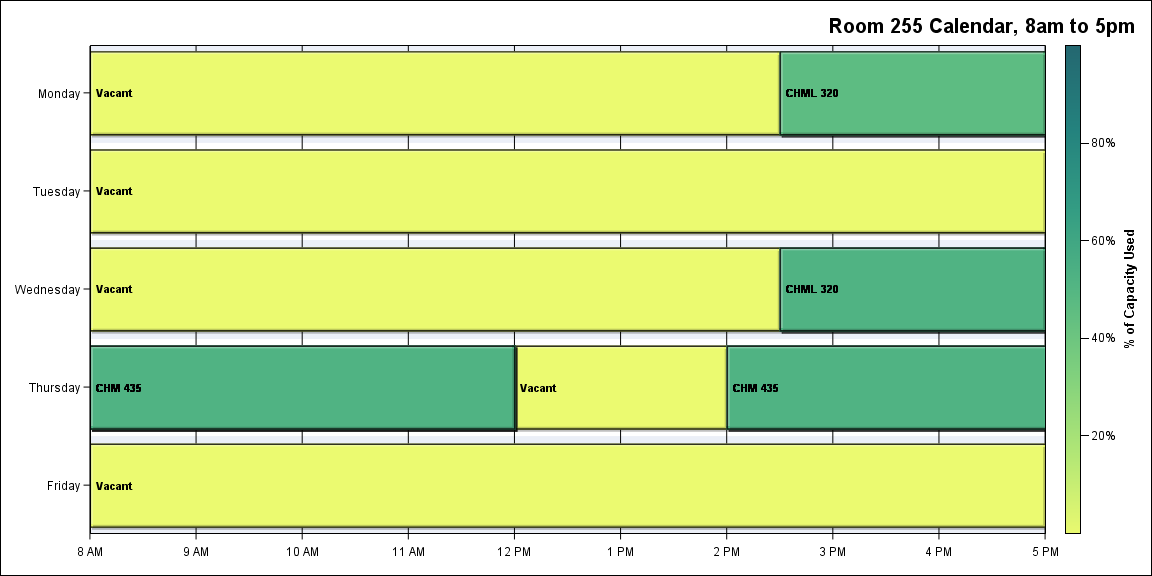 Room 255 Calendar, 8am to 5pm
Monday
Vacant
CHML 320
Tuesday
Vacant
Wednesday
Vacant
CHML 320
Thursday
CHM 435
Vacant
CHM 435
Friday
Vacant
8 AM
9 AM
10 AM
11 AM
12 PM
1 PM
2 PM
3 PM
4 PM
5 PM
80%
60%
40%
20%
% of Capacity Used